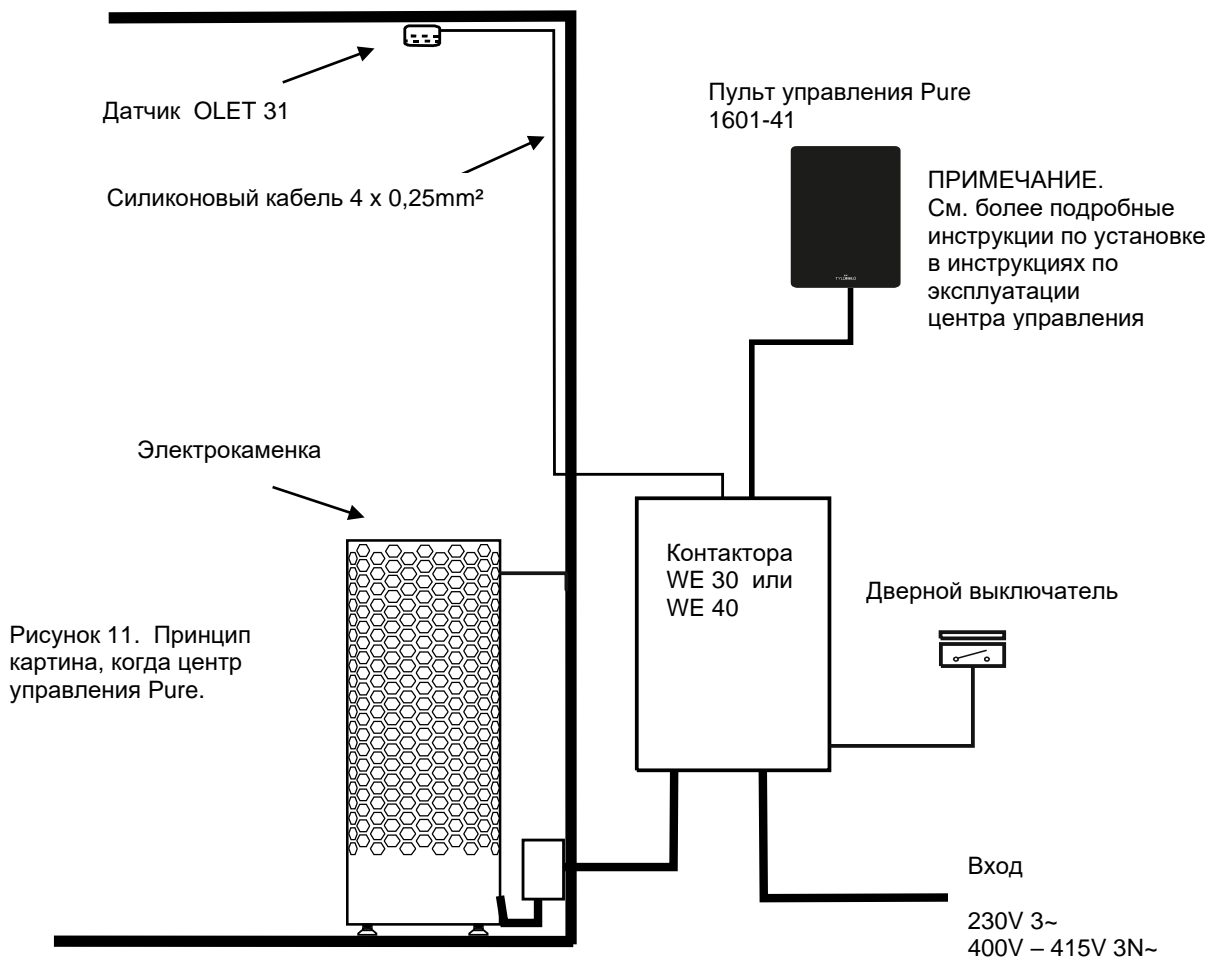 Датчик OLET 31
Силиконовый кабель 4 x 0,25mm²
Пульт управления Pure
1601-41
ПРИМЕЧАНИЕ.
См. более подробные
инструкции по установке
в инструкциях по
эксплуатации
центра управления
TYLÖHELO
Электрокаменка
Контактора
WE 30 или
WE 40
Дверной выключатель
Рисунок 11. Принцип
картина, когда центр
управления Pure.
Вход
230V 3~
400V – 415V 3N~